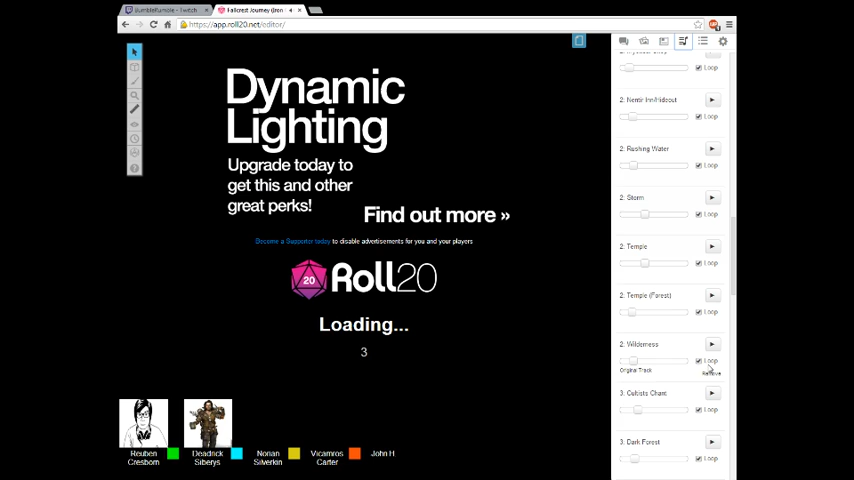 BumbleRumble - Twitch
Fallcrest Journey (Iron
https://app.roll20.net/editor/
Dynamic
Lighting
Upgrade today to
get this and other
great perks!
Find out more »
Become a Supporter today to disable advertisements for you and your players
20
Roll20
Loading...
3
Reuben
Cresborn
Deadrick
Siberys
Norian
Silverkin
Vicamros
Carter
John H
Loop
2. Nentir Inn/Hideout
Loop
2. Rushing Water
Loop
2. Storm
Loop
2. Temple
Loop
2. Temple (Forest)
Loop
2. Wilderness
Loop
Original Track
Remove
3. Cultists Chant
Loop
3. Dark Forest
Loop